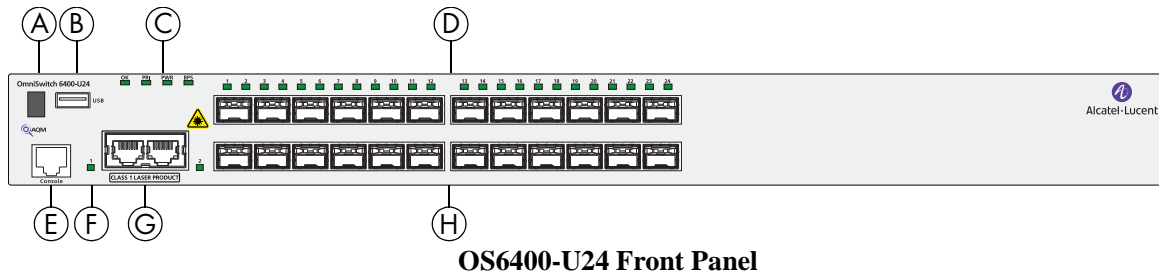 A B C D
OmniSwitch 6400-U24
OK PRI PWR BPS
1 2 3 4 5 6 7 8 9 10 11 12 13 14 15 16 17 18 19 20 21 22 23 24
USB
AQM
Alcatel·Lucent
1 2
Console
CLASS 1 LASER PRODUCT
E F G H
OS6400-U24 Front Panel